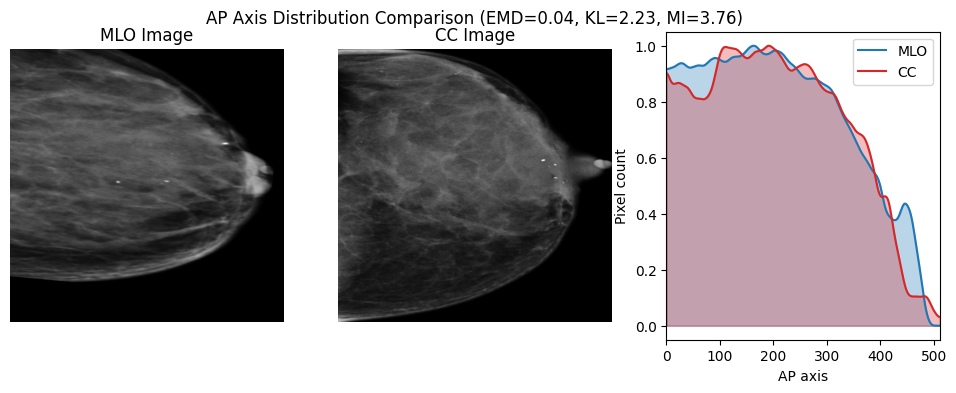 AP Axis Distribution Comparison (EMD=0.04, KL=2.23, MI=3.76)
MLO Image
CC Image
MLO
CC
1.0
0.8
0.6
0.4
0.2
0.0
Pixel count
0 100 200 300 400 500
AP axis